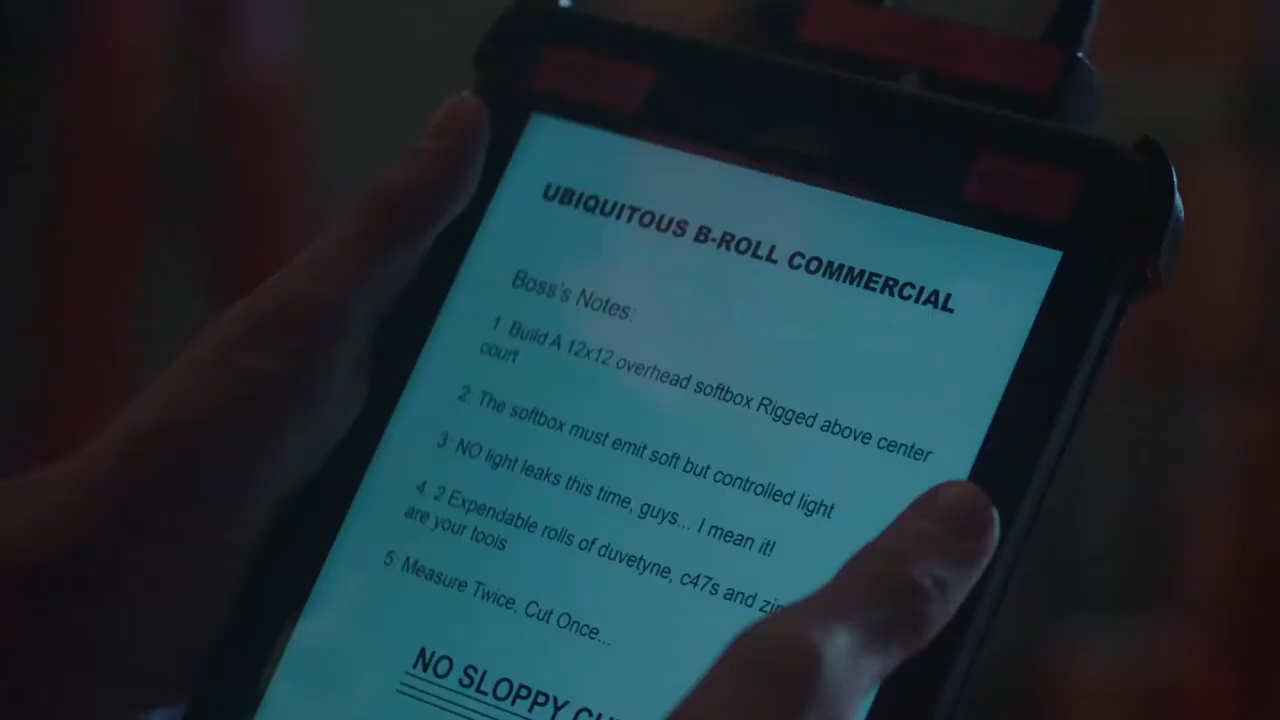 UBIQUITOUS B-ROLL COMMERCIAL
Boss's Notes:
1. Build A 12x12 overhead softbox Rigged above center
court
2. The softbox must emit soft but controlled light
3. NO light leaks this time, guys... I mean it!
4. 2 Expendable rolls of duvetyne, c47s and
are your tools
5. Measure Twice, Cut Once...
NO SLOPPY